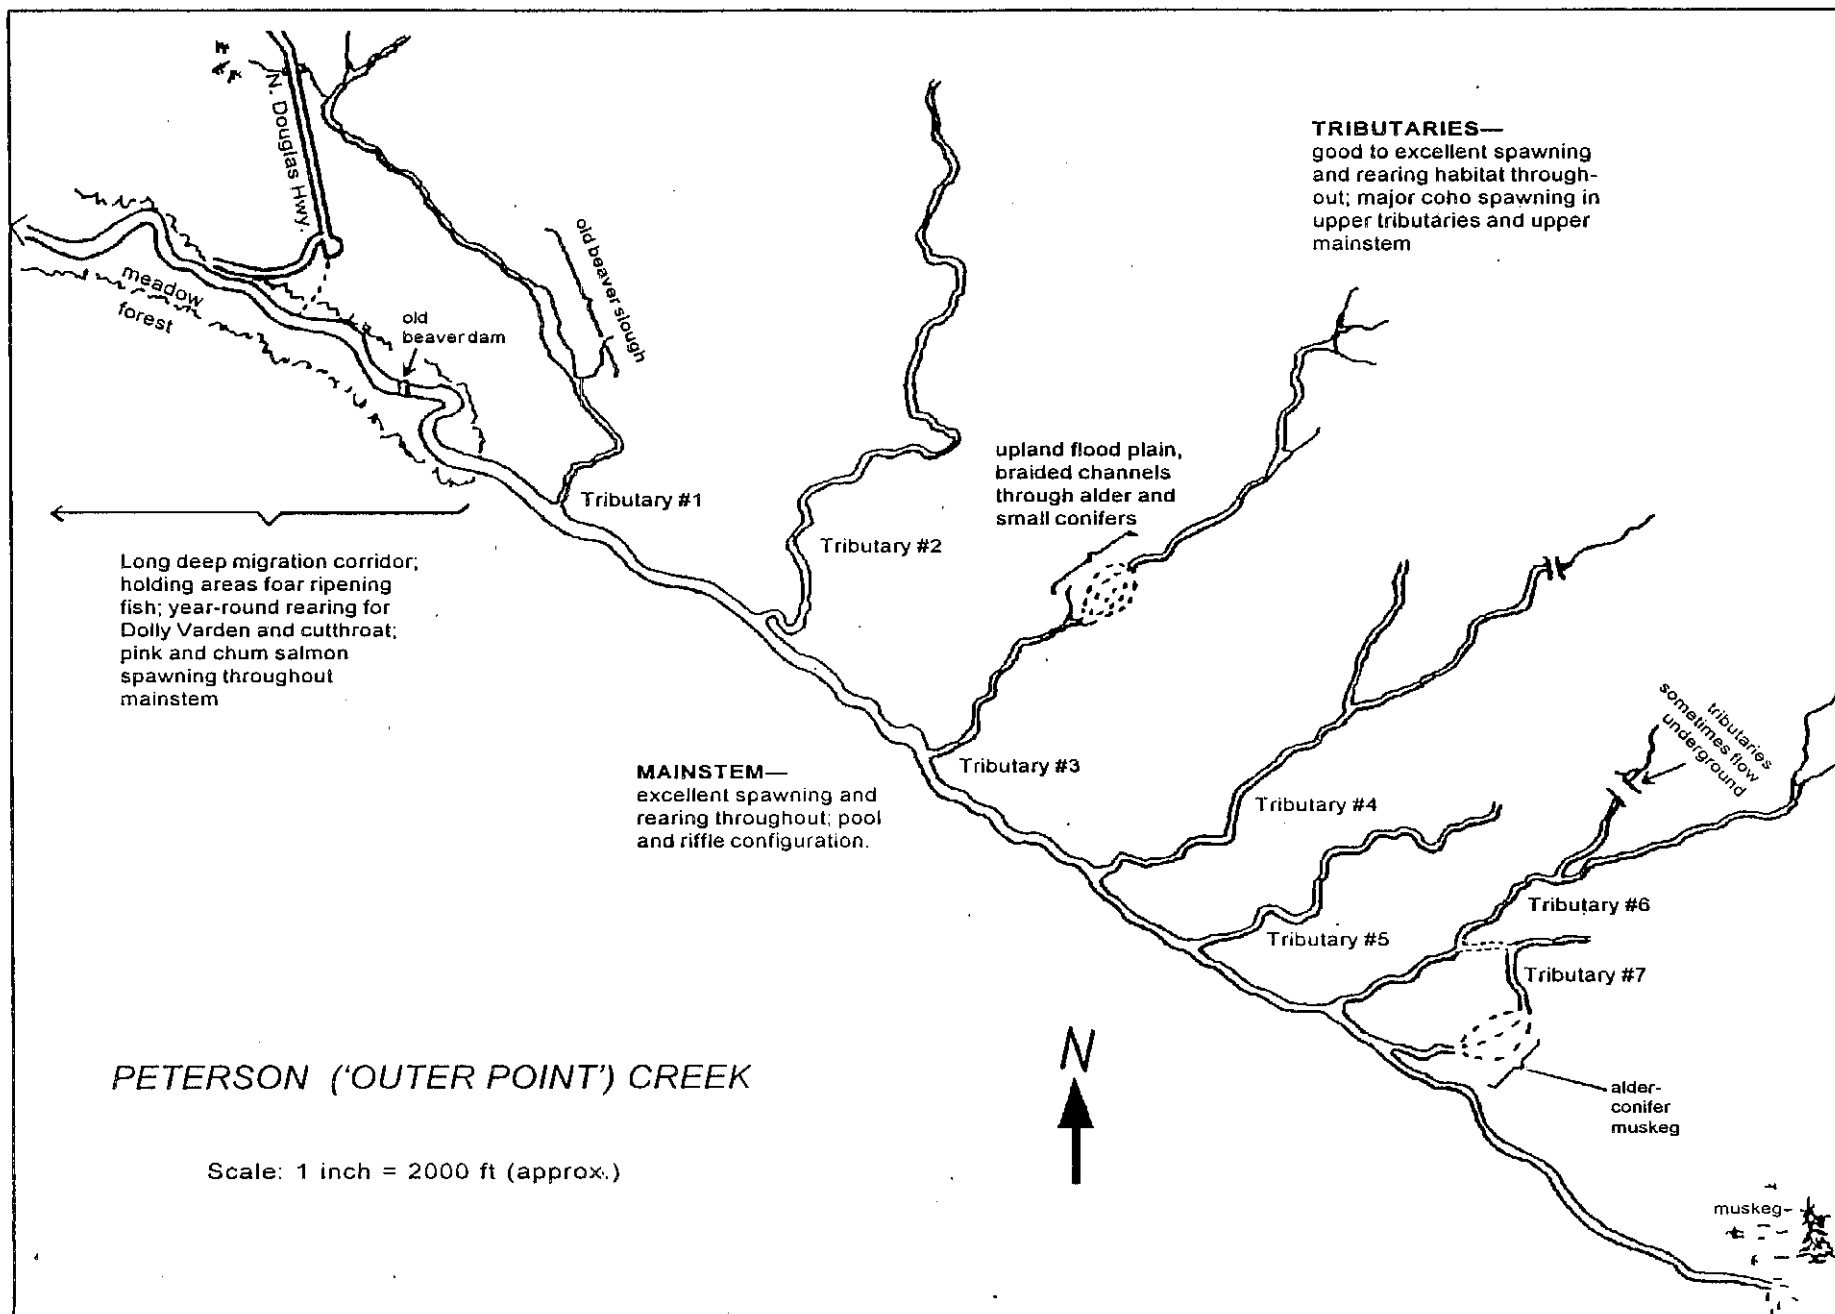 N. Douglas Hwy.
TRIBUTARIES—
good to excellent spawning
and rearing habitat through-
out; major coho spawning in
upper tributaries and upper
mainstem
old beaver slough
meadow
forest
old
beaver dam
upland flood plain,
braided channels
through alder and
small conifers
Tributary #1
Tributary #2
Long deep migration corridor;
holding areas foar ripening
fish; year-round rearing for
Dolly Varden and cutthroat;
pink and chum salmon
spawning throughout
mainstem
tributaries
sometimes flow
underground
MAINSTEM—
excellent spawning and
rearing throughout; pool
and riffle configuration.
Tributary #3
Tributary #4
Tributary #5
Tributary #6
Tributary #7
N
PETERSON ('OUTER POINT') CREEK
alder-
conifer
muskeg
Scale: 1 inch = 2000 ft (approx.)
muskeg